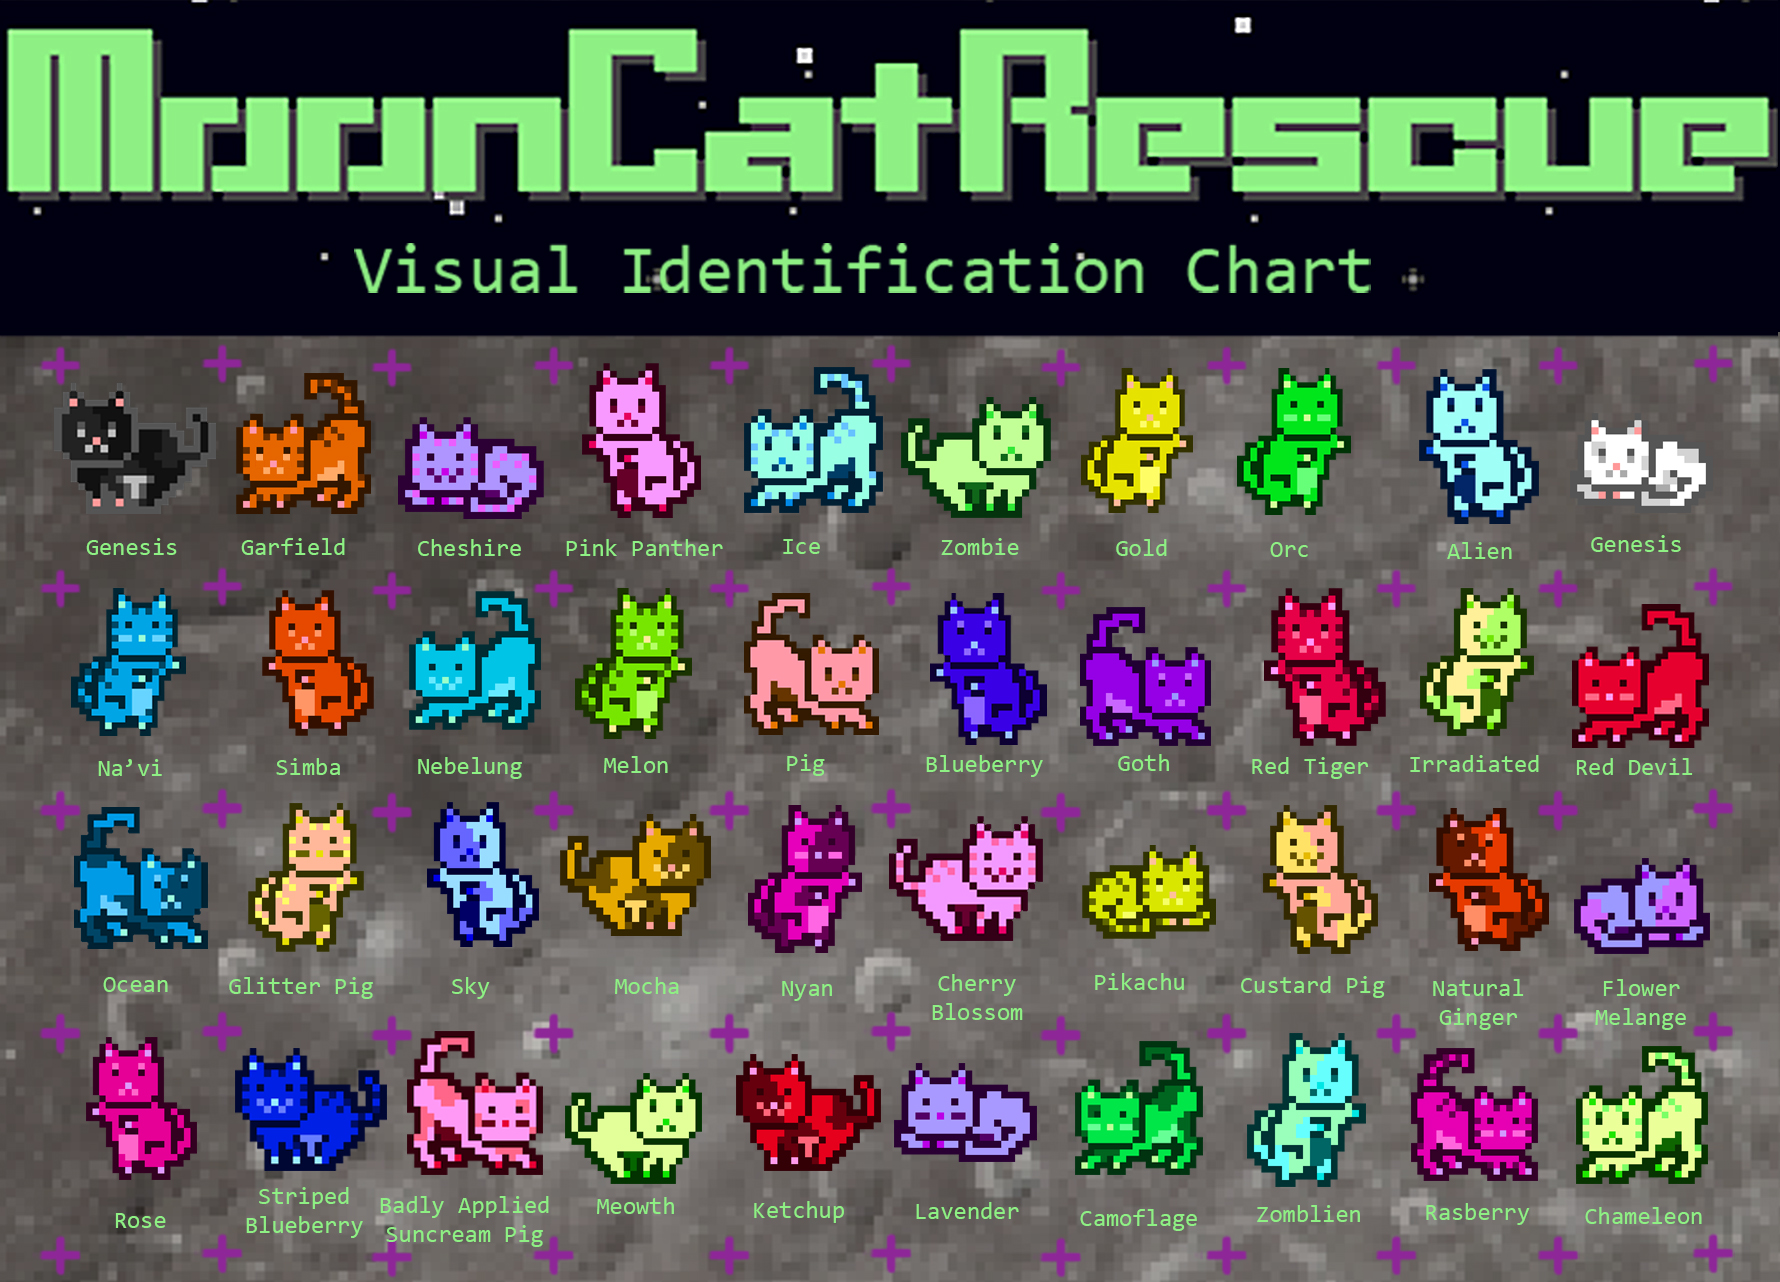 MoonCatRescue
Visual Identification Chart
Genesis
Garfield
Cheshire
Pink Panther
Ice
Zombie
Gold
Orc
Alien
Genesis
Na’vi
Simba
Nebelung
Melon
Pig
Blueberry
Goth
Red Tiger
Irradiated
Red Devil
Ocean
Glitter Pig
Sky
Mocha
Nyan
Cherry
Blossom
Pikachu
Custard Pig
Natural
Ginger
Flower
Melange
Rose
Striped
Blueberry
Badly Applied
Suncream Pig
Meowth
Ketchup
Lavender
Camoflage
Zomblien
Rasberry
Chameleon